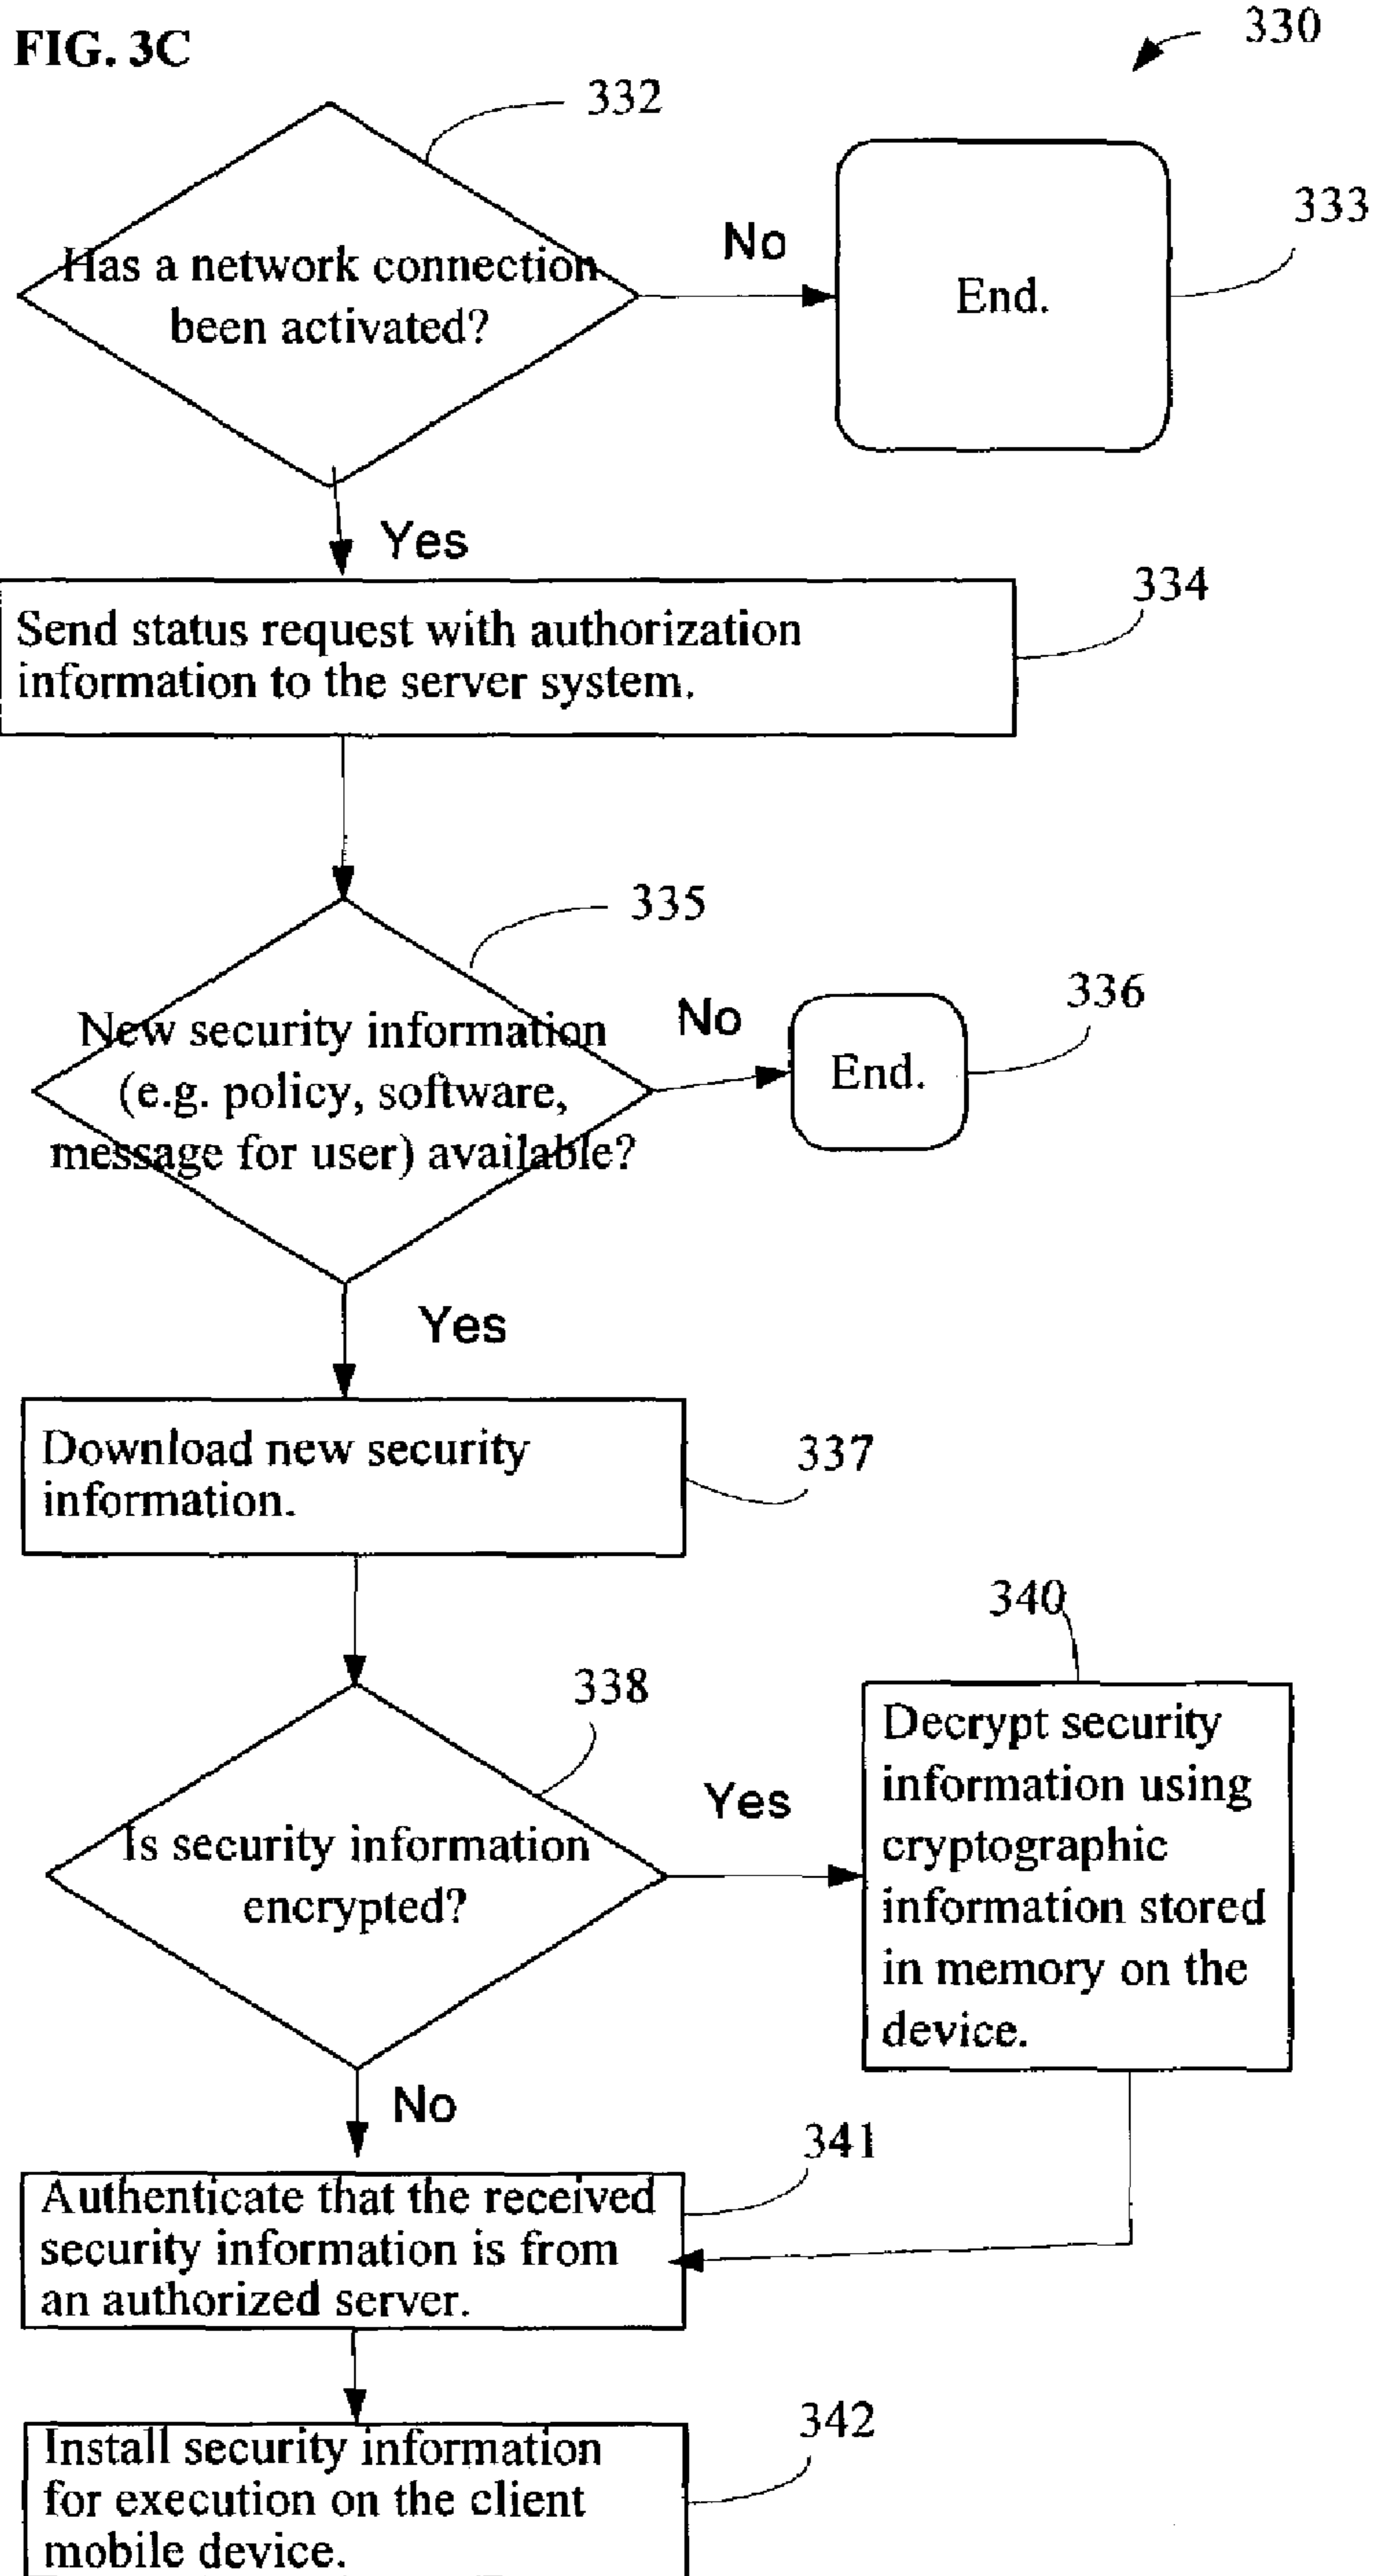 FIG. 3C
330
332
Has a network connection
been activated?
No
End.
333
Yes
334
Send status request with authorization
information to the server system.
335
New security information
(e.g. policy, software,
message for user) available?
No
End.
336
Yes
Download new security
information.
337
338
Is security information
encrypted?
Yes
340
Decrypt security
information using
cryptographic
information stored
in memory on the
device.
No
341
Authenticate that the received
security information is from
an authorized server.
342
Install security information
for execution on the client
mobile device.